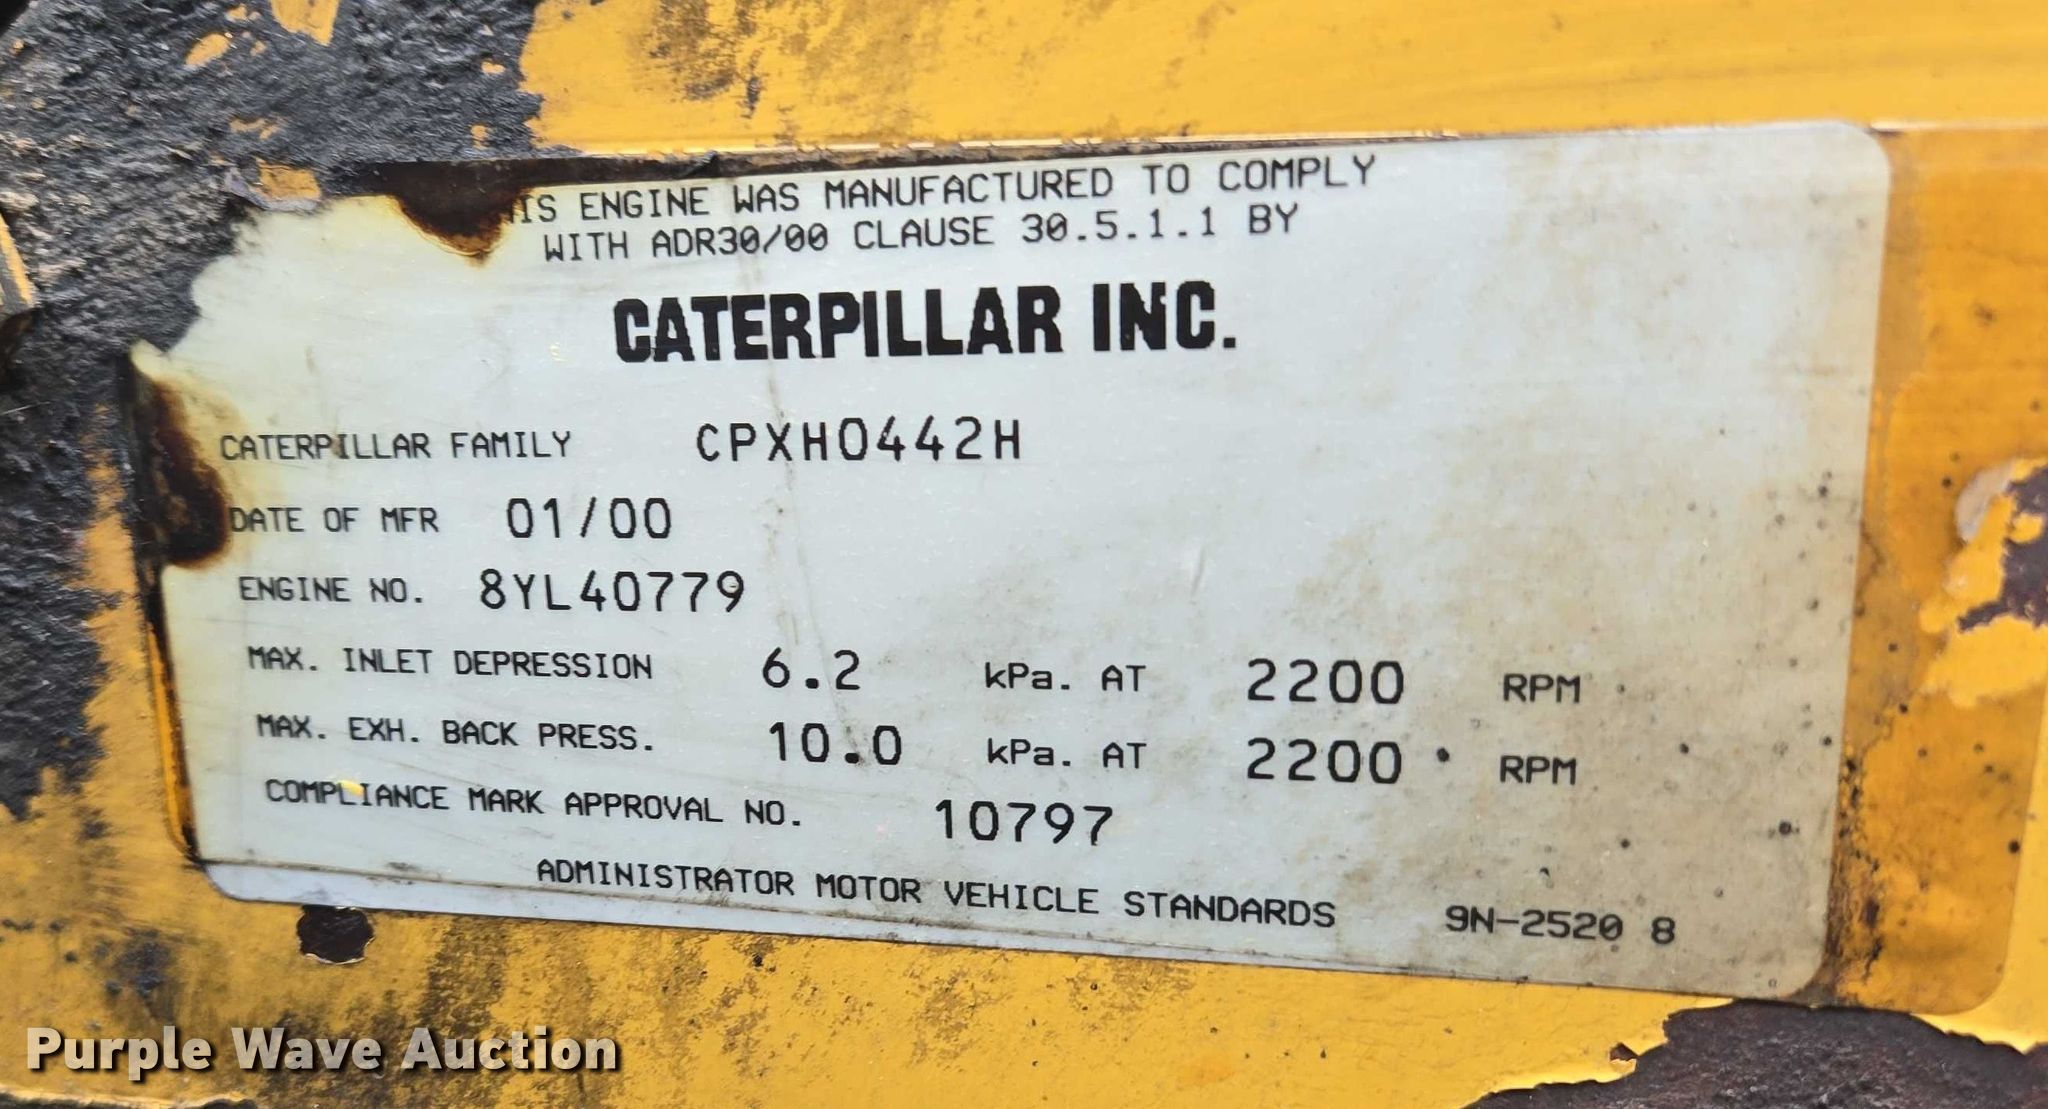 IS ENGINE WAS MANUFACTURED TO COMPLY
WITH ADR30/00 CLAUSE 30.5.1.1 BY
CATERPILLAR INC.
CATERPILLAR FAMILY CPXH0442H
DATE OF MFR 01/00
ENGINE NO. 8YL40779
MAX. INLET DEPRESSION 6.2 kPa. AT 2200 RPM
MAX. EXH. BACK PRESS. 10.0 kPa. AT 2200 RPM
COMPLIANCE MARK APPROVAL NO. 10797
ADMINISTRATOR MOTOR VEHICLE STANDARDS 9N-2520 8
Purple Wave Auction